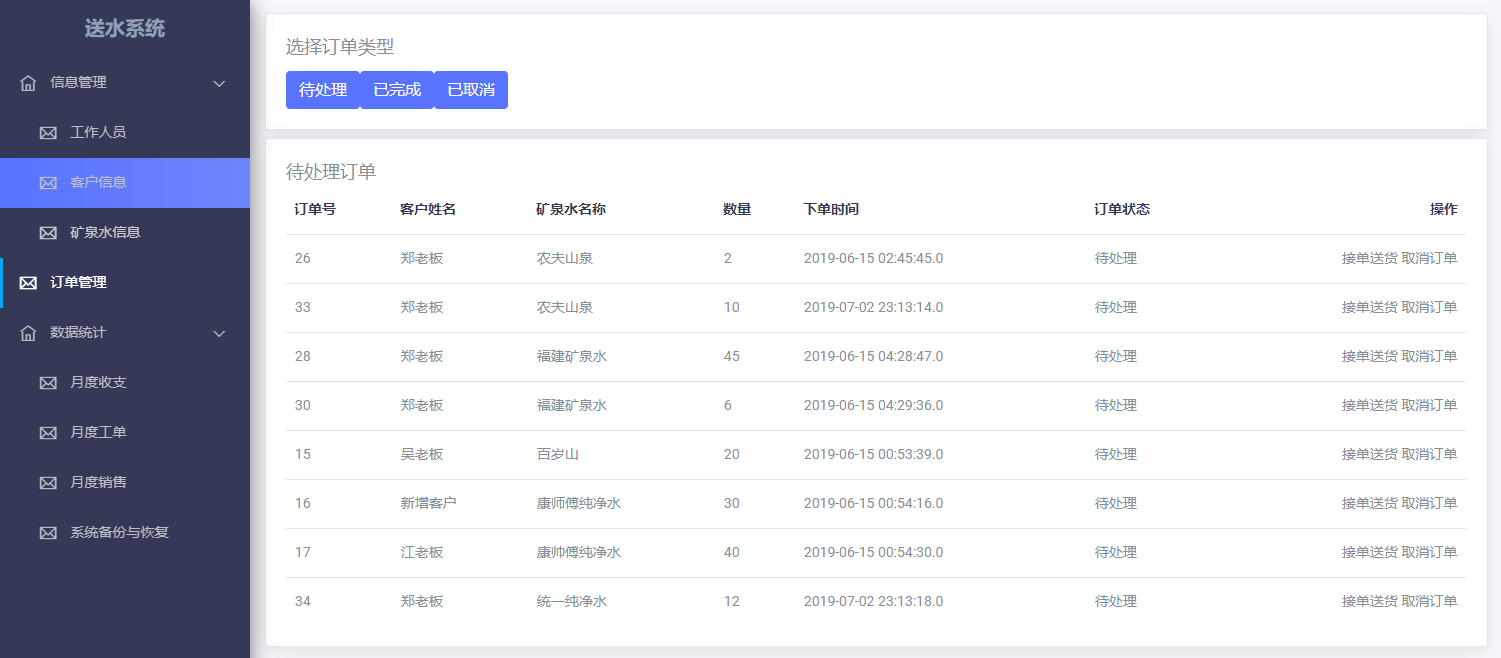 送水系统
信息管理
工作人员
客户信息
矿泉水信息
订单管理
数据统计
月度收支
月度工单
月度销售
系统备份与恢复
选择订单类型
待处理 已完成 已取消
待处理订单
订单号 客户姓名 矿泉水名称 数量 下单时间 订单状态 操作
26 郑老板 农夫山泉 2 2019-06-15 02:45:45.0 待处理 接单送货 取消订单
33 郑老板 农夫山泉 10 2019-07-02 23:13:14.0 待处理 接单送货 取消订单
28 郑老板 福建矿泉水 45 2019-06-15 04:28:47.0 待处理 接单送货 取消订单
30 郑老板 福建矿泉水 6 2019-06-15 04:29:36.0 待处理 接单送货 取消订单
15 吴老板 百岁山 20 2019-06-15 00:53:39.0 待处理 接单送货 取消订单
16 新增客户 康师傅纯净水 30 2019-06-15 00:54:16.0 待处理 接单送货 取消订单
17 江老板 康帅傅纯净水 40 2019-06-15 00:54:30.0 待处理 接单送货 取消订单
34 郑老板 统一纯净水 12 2019-07-02 23:13:18.0 待处理 接单送货 取消订单